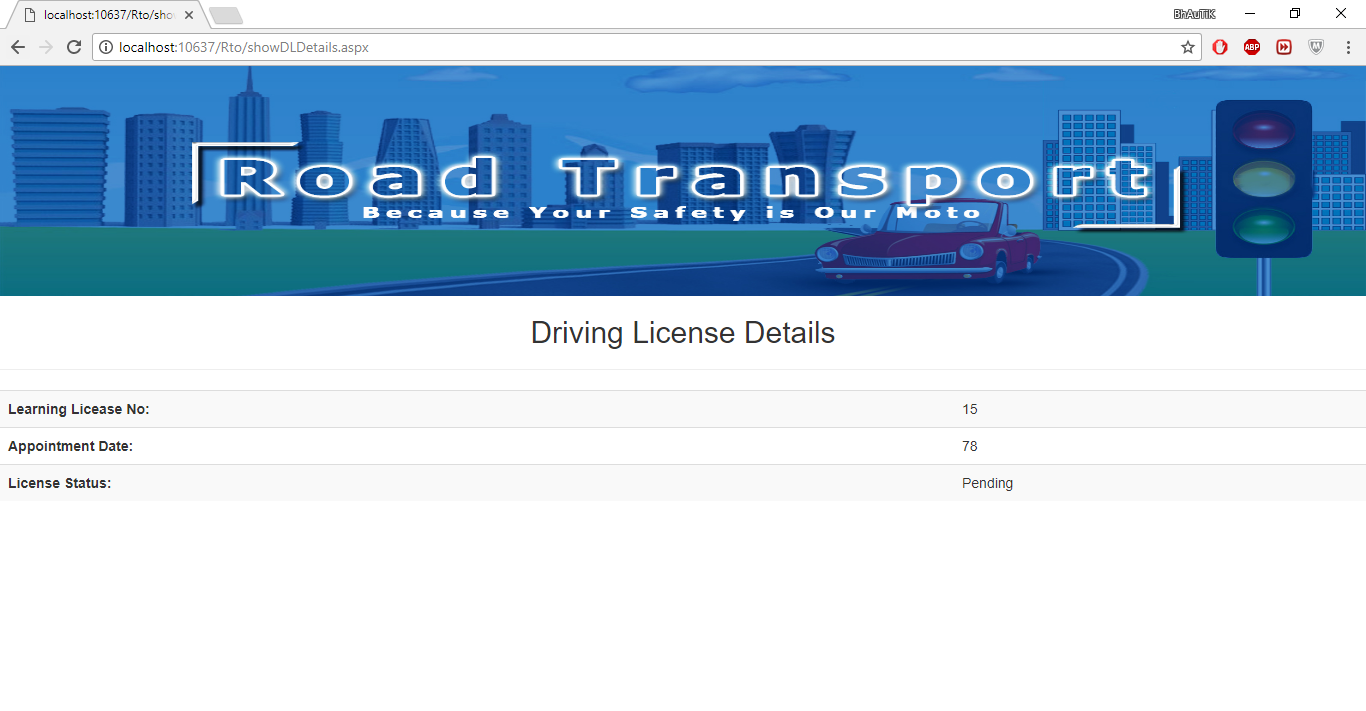 localhost:10637/Rto/sho
BhAuTiK
localhost:10637/Rto/showDLDetails.aspx
ABP
Road Transport
Because Your Safety is Our Moto
Driving License Details
Learning Licease No: 15
Appointment Date: 78
License Status: Pending